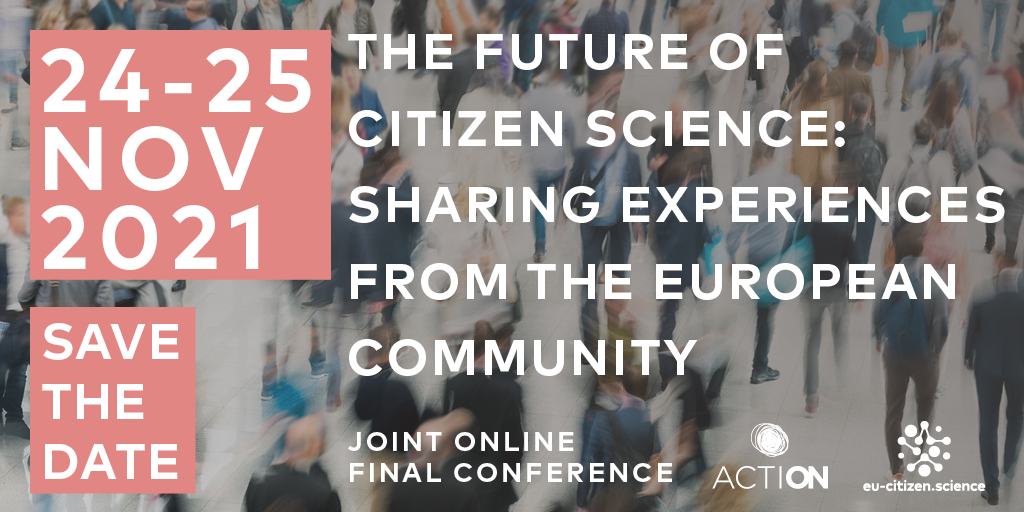 24-25
NOV
2021
SAVE
THE
DATE
THE FUTURE OF
CITIZEN SCIENCE:
SHARING EXPERIENCES
FROM THE EUROPEAN
COMMUNITY
JOINT ONLINE
FINAL CONFERENCE
ACTION
eu-citizen.science